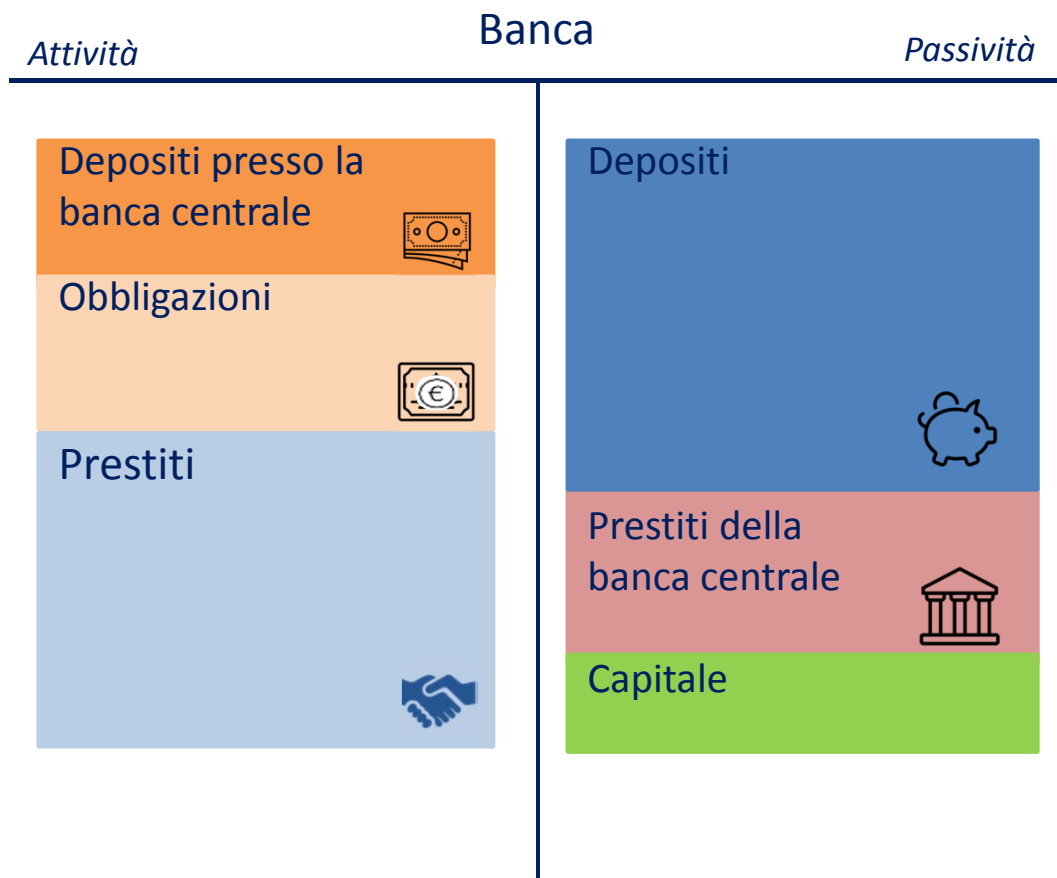 Banca
Attività
Passività
Depositi presso la
banca centrale
Obbligazioni
€
Prestiti
Depositi
Prestiti della
banca centrale
Capitale